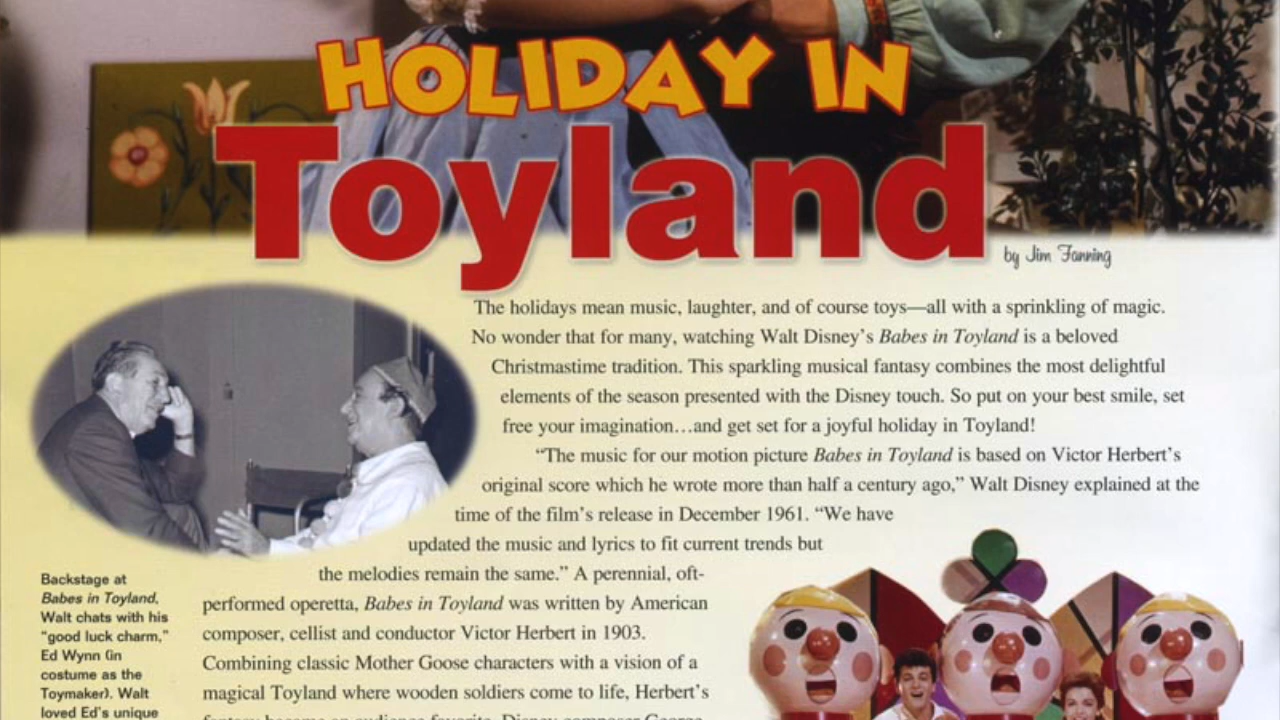 HOLIDAY IN
Toyland
by Jim Fanning
The holidays mean music, laughter, and of course toys—all with a sprinkling of magic.
No wonder that for many, watching Walt Disney's Babes in Toyland is a beloved
Christmastime tradition. This sparkling musical fantasy combines the most delightful
elements of the season presented with the Disney touch. So put on your best smile, set
free your imagination…and get set for a joyful holiday in Toyland!
“The music for our motion picture Babes in Toyland is based on Victor Herbert's
original score which he wrote more than half a century ago,” Walt Disney explained at the
time of the film's release in December 1961. “We have
updated the music and lyrics to fit current trends but
the melodies remain the same.” A perennial, oft-
performed operetta, Babes in Toyland was written by American
composer, cellist and conductor Victor Herbert in 1903.
Combining classic Mother Goose characters with a vision of a
magical Toyland where wooden soldiers come to life, Herbert's
fantasy became an audience favorite. Disney composer George
Backstage at
Babes in Toyland,
Walt chats with his
“good luck charm,”
Ed Wynn (in
costume as the
Toymaker). Walt
loved Ed's unique